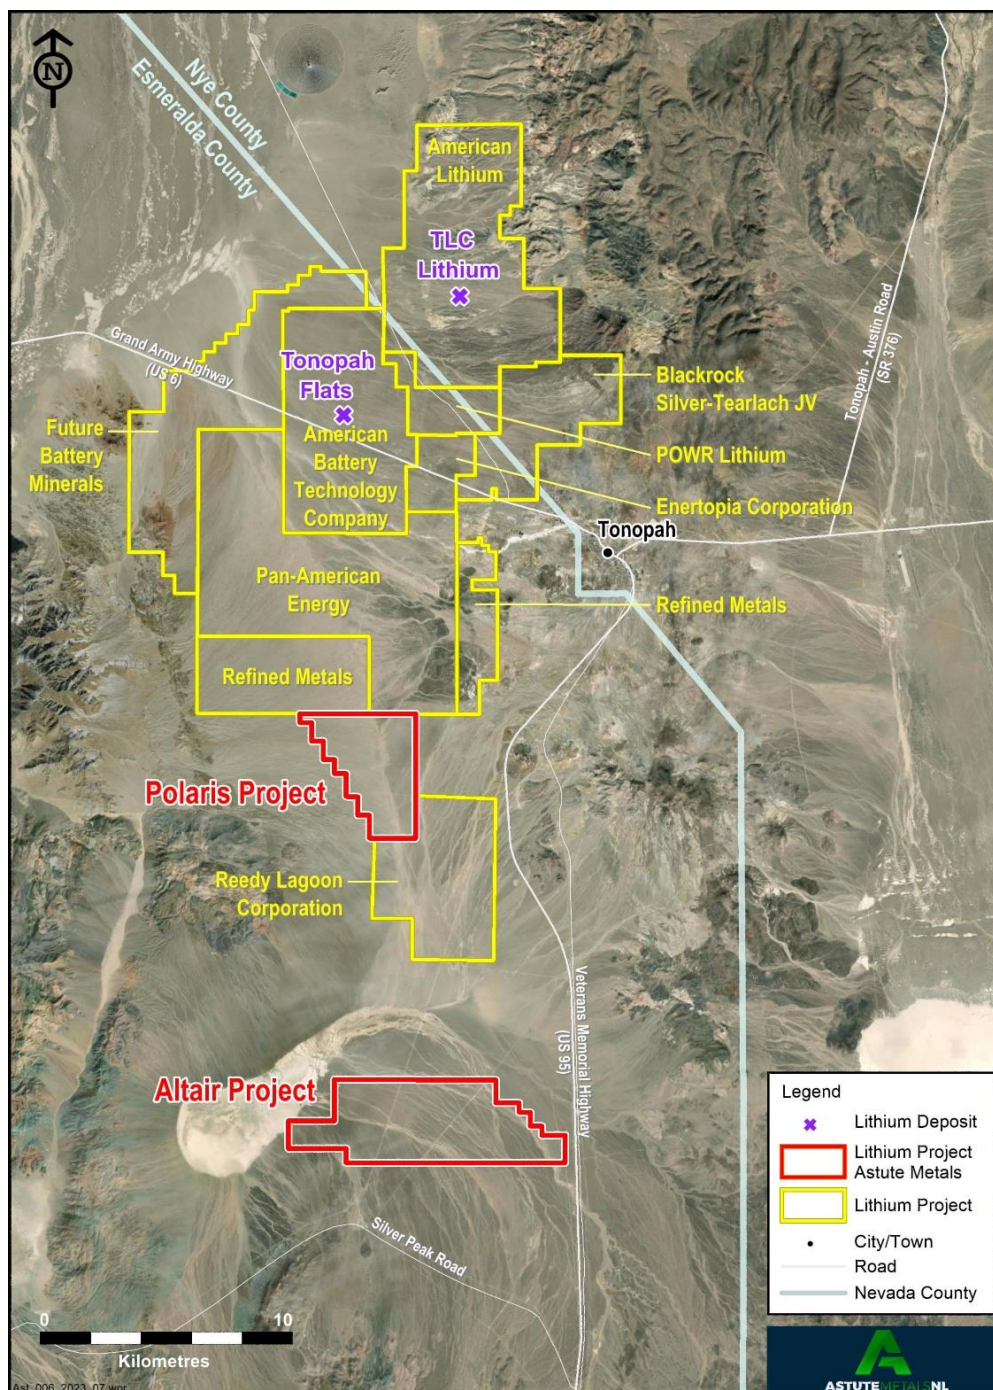 N
Nye County
Esmeralda County
American
Lithium
TLC
Lithium
Tonopah - Austin Road
(SR 376)
Grand Army Highway
(US 6)
Tonopah
Flats
Blackrock
Silver-Tearlach JV
Future
Battery
Minerals
American
Battery
Technology
Company
POWR Lithium
Enertopia Corporation
Tonopah
Pan-American
Energy
Refined Metals
Refined Metals
Polaris Project
Reedy Lagoon
Corporation
Veterans Memorial Highway
(US 95)
Altair Project
Silver Peak Road
Legend
Lithium Deposit
Lithium Project
Astute Metals
Lithium Project
City/Town
Road
Nevada County
0 10
Kilometres
Ast_006_2023_07.wor
ASTUTEMETALSNL